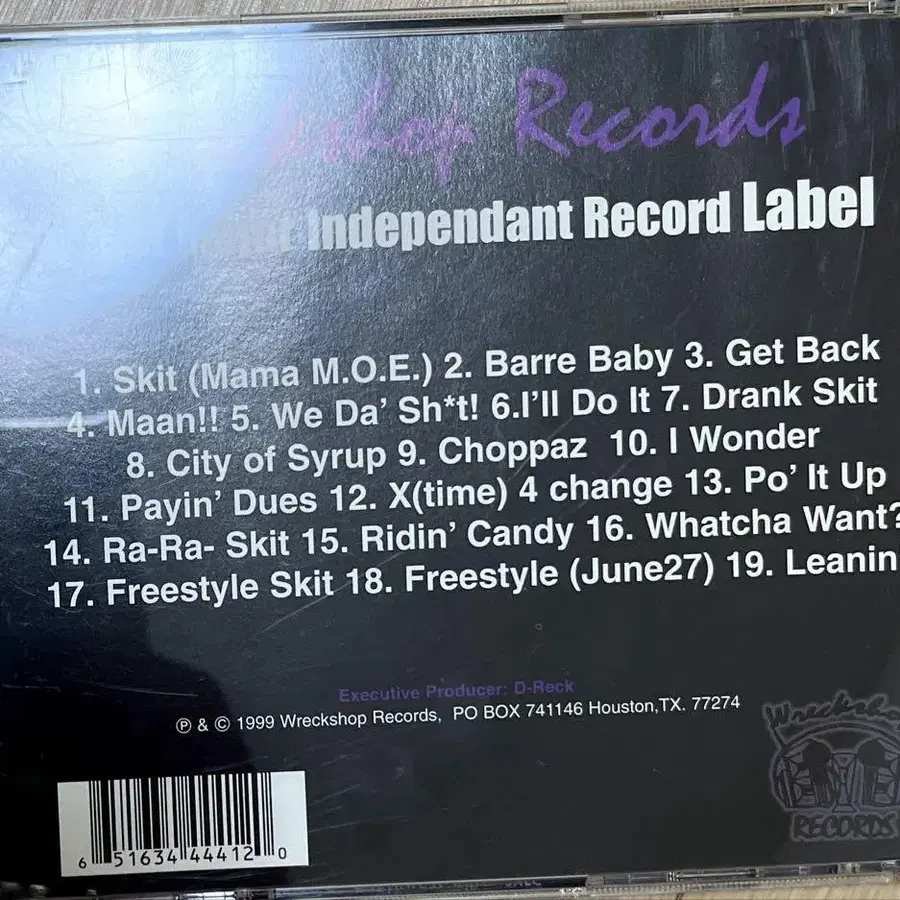 Records
Independant Record Label
1. Skit (Mama M.O.E.) 2. Barre Baby 3. Get Back
4. Maan!! 5. We Da' Sh*t! 6.I'll Do It 7. Drank Skit
8. City of Syrup 9. Choppaz 10. I Wonder
11. Payin' Dues 12. X(time) 4 change 13. Po' It Up
14. Ra-Ra- Skit 15. Ridin' Candy 16. Whatcha Want?
17. Freestyle Skit 18. Freestyle (June27) 19. Leanin
Executive Producer: D-Reck
℗ & © 1999 Wreckshop Records, PO BOX 741146 Houston,TX. 77274
RECORDS
6 51634 44412 0